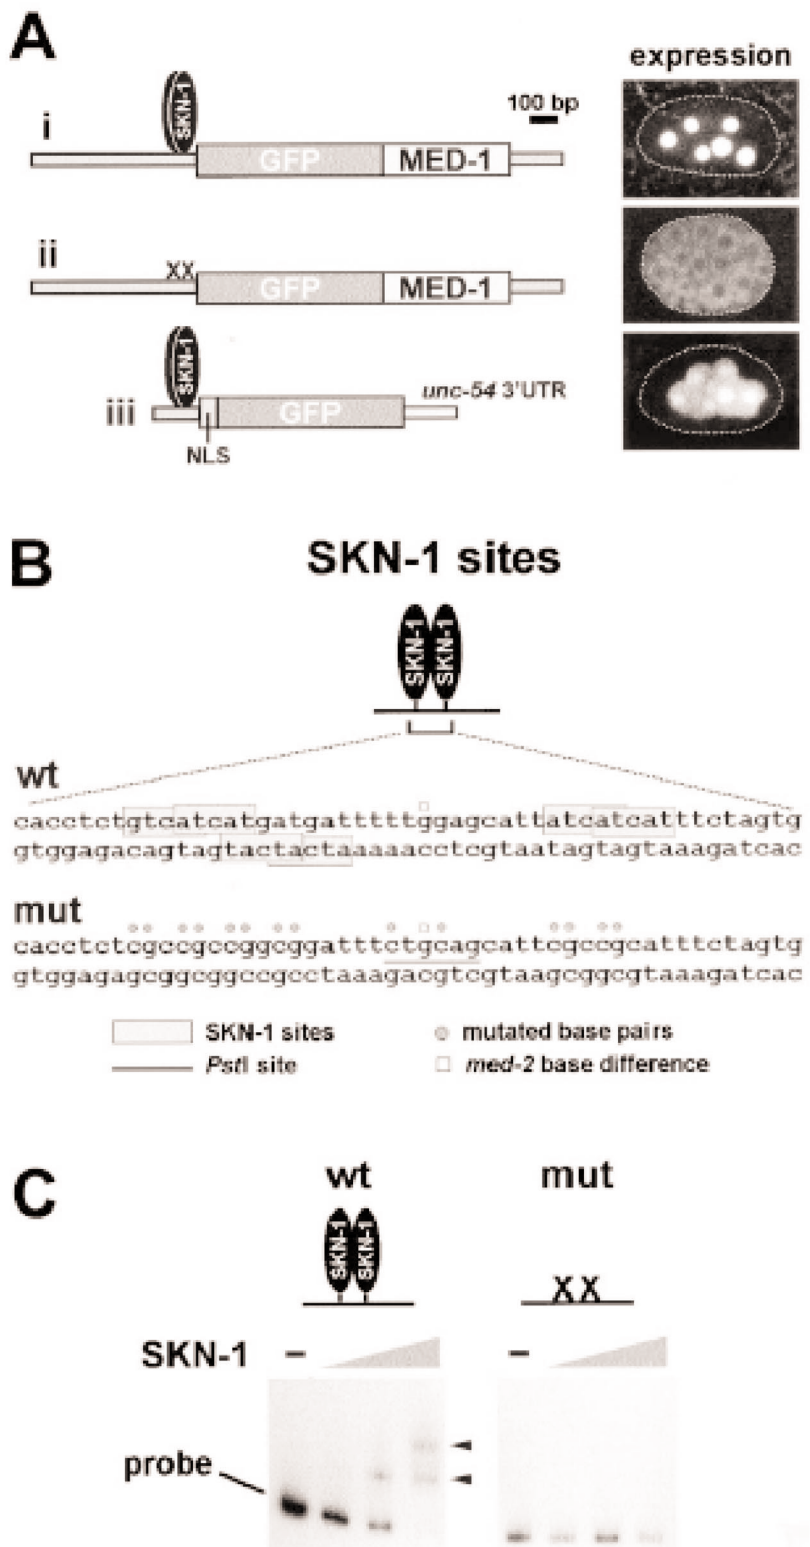 A
expression
SKN-1
100 bp
i
GFP
MED-1
ii
XX
GFP
MED-1
SKN-1
unc-54 3'UTR
iii
GFP
NLS
B
SKN-1 sites
SKN-1 SKN-1
wt
cacctctgtcatcatgatgatttttggagcattatcatcatttctagtg
gtggagacagtagtactactaaaaacctcgtaatagtagtaaagatcac
mut
cacctctcgccgccggcggatttctgcagcattcgccgcatttctagtg
gtggagagcggcggccgcctaaagacgtcgtaagcggcgtaaagatcac
SKN-1 sites
mutated base pairs
PstI site
med-2 base difference
C
wt
mut
SKN-1 SKN-1
XX
SKN-1 – –
probe